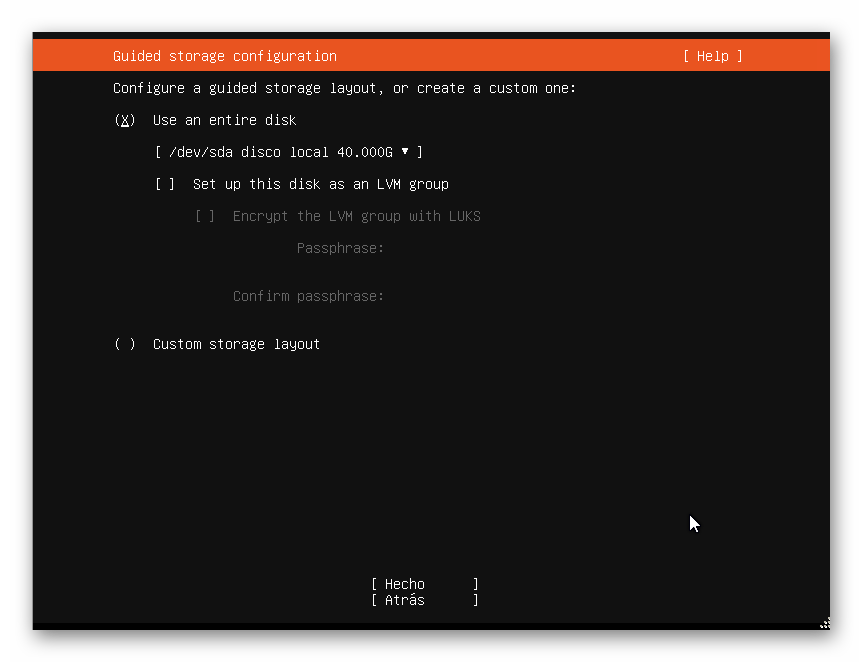 Guided storage configuration [ Help ]
Configure a guided storage layout, or create a custom one:
(X) Use an entire disk
[ /dev/sda disco local 40.000G ▾ ]
[ ] Set up this disk as an LVM group
[ ] Encrypt the LVM group with LUKS
Passphrase:
Confirm passphrase:
( ) Custom storage layout
[ Hecho ]
[ Atrás ]